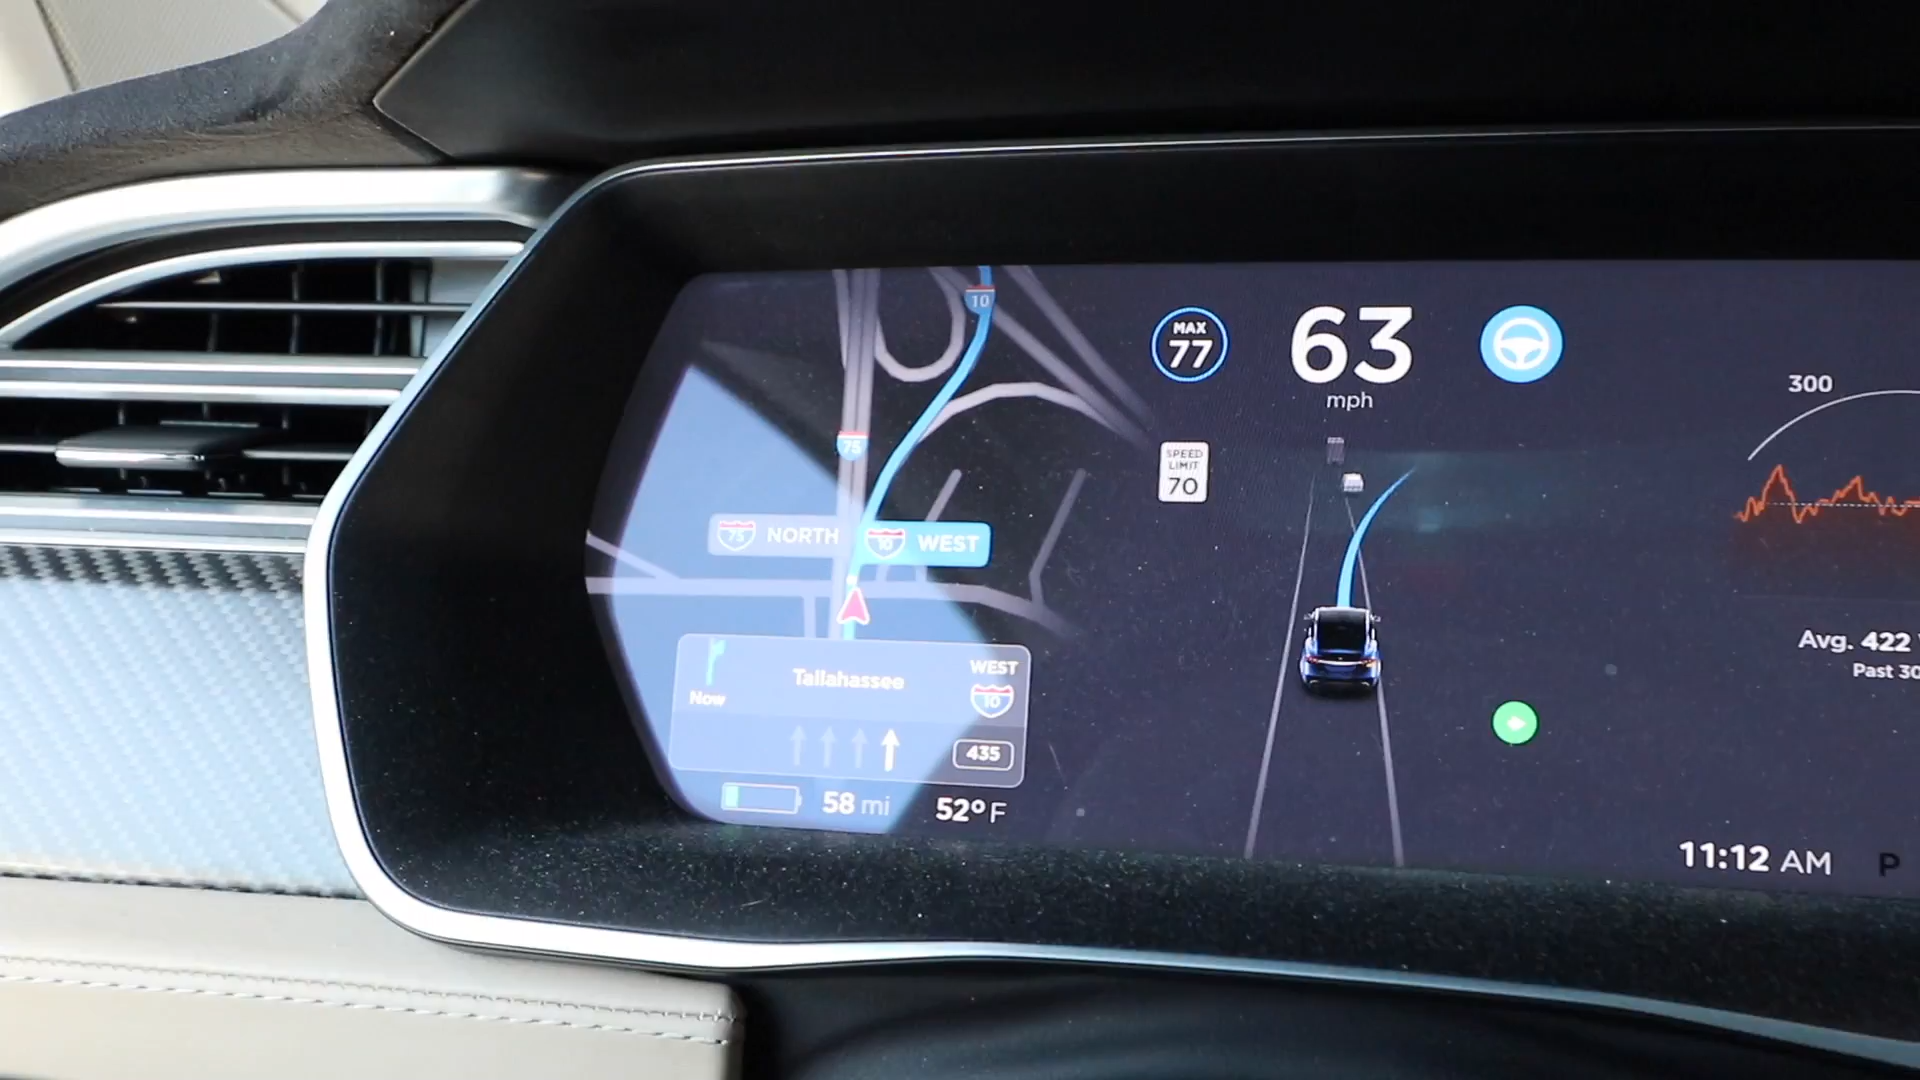 10
75
75 NORTH
10 WEST
Now
Tallahassee
WEST
10
435
58 mi
52° F
MAX
77
63
mph
SPEED
LIMIT
70
300
Avg. 422
Past 30
11:12 AM
P